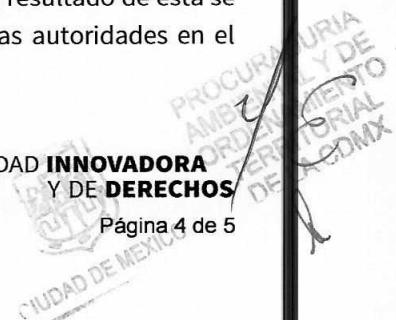 resultado de esta se
as autoridades en el
PROCURADURIA
AMBIENTAL Y DE
ORDENAMIENTO
TERRITORIAL
DE LA CDMX
DAD INNOVADORA
Y DE DERECHOS
Página 4 de 5
CIUDAD DE MÉXICO